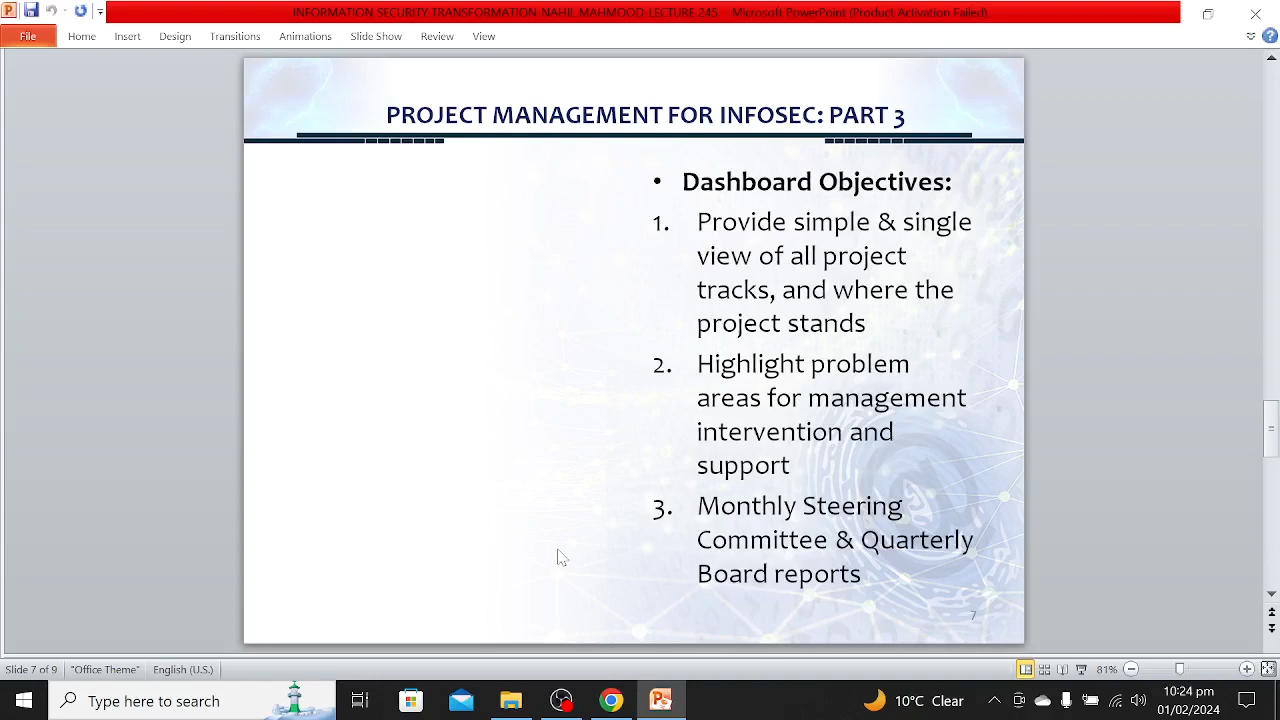 INFORMATION SECURITY TRANSFORMATION-NAHIL MAHMOOD-LECTURE 245 - Microsoft PowerPoint (Product Activation Failed)
File Home Insert Design Transitions Animations Slide Show Review View
PROJECT MANAGEMENT FOR INFOSEC: PART 3
• Dashboard Objectives:
1. Provide simple & single
view of all project
tracks, and where the
project stands
2. Highlight problem
areas for management
intervention and
support
3. Monthly Steering
Committee & Quarterly
Board reports
7
Slide 7 of 9 "Office Theme" English (U.S.) 81%
Type here to search 10°C Clear 10:24 pm
01/02/2024